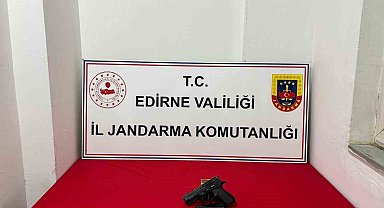 T.C.
EDİRNE VALİLİĞİ
İL JANDARMA KOMUTANLIĞI